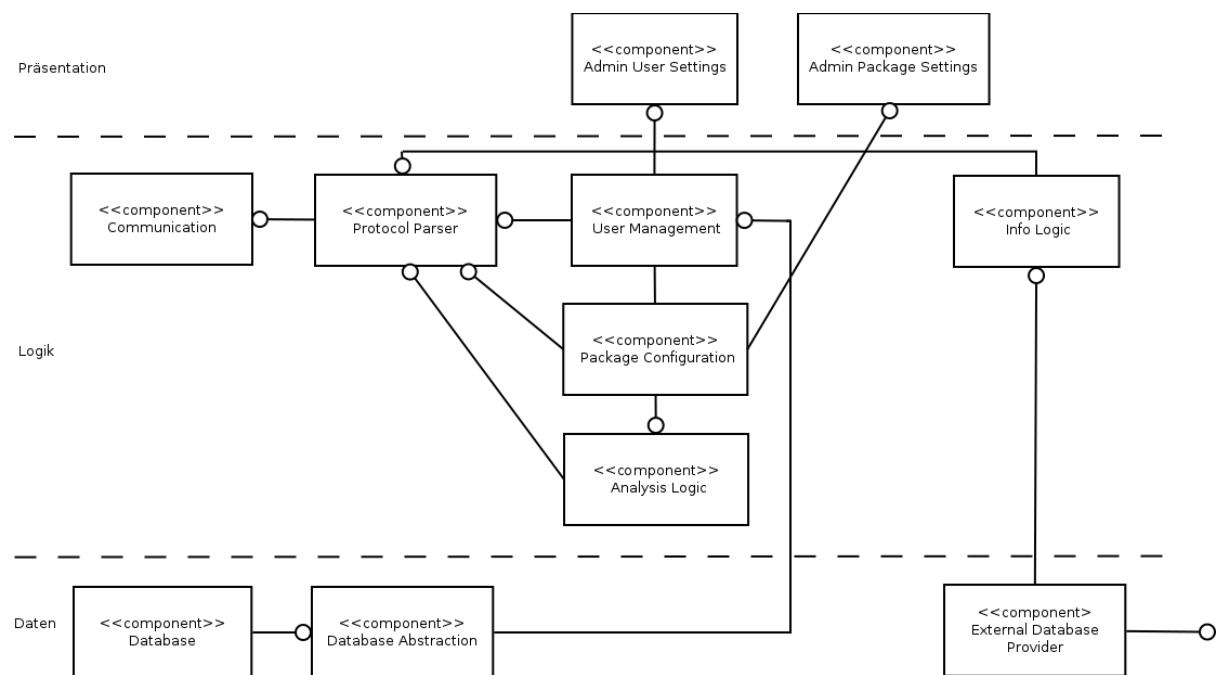 Präsentation
<<component>>
Admin User Settings
<<component>>
Admin Package Settings
<<component>>
Communication
<<component>>
Protocol Parser
<<component>>
User Management
<<component>>
Info Logic
Logik
<<component>>
Package Configuration
<<component>>
Analysis Logic
Daten
<<component>>
Database
<<component>>
Database Abstraction
<<component>
External Database
Provider